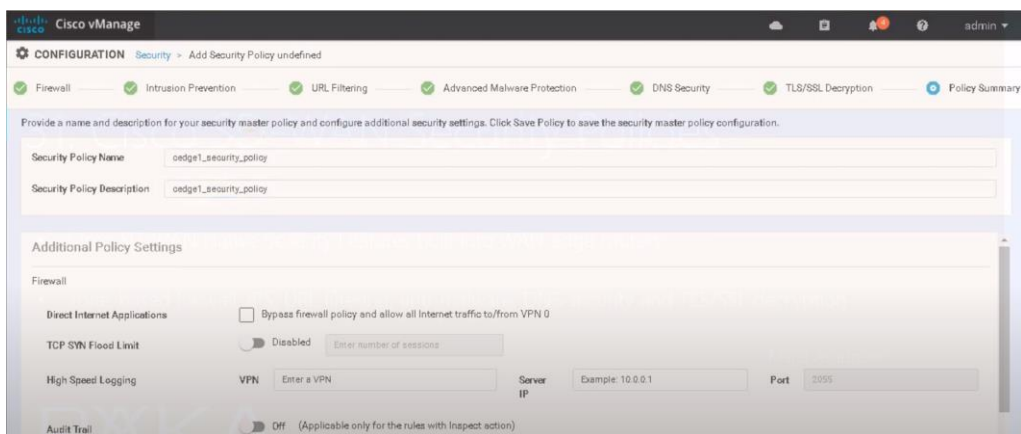 cisco Cisco vManage 4 admin
CONFIGURATION Security > Add Security Policy undefined
Firewall Intrusion Prevention URL Filtering Advanced Malware Protection DNS Security TLS/SSL Decryption Policy Summary
Provide a name and description for your security master policy and configure additional security settings. Click Save Policy to save the security master policy configuration.
Security Policy Name cedge1_security_policy
Security Policy Description cedge1_security_policy
Additional Policy Settings
Firewall
Direct Internet Applications Bypass firewall policy and allow all Internet traffic to/from VPN 0
TCP SYN Flood Limit Disabled Enter number of sessions
High Speed Logging VPN Enter a VPN Server IP Example: 10.0.0.1 Port 2055
Audit Trail Off (Applicable only for the rules with Inspect action)